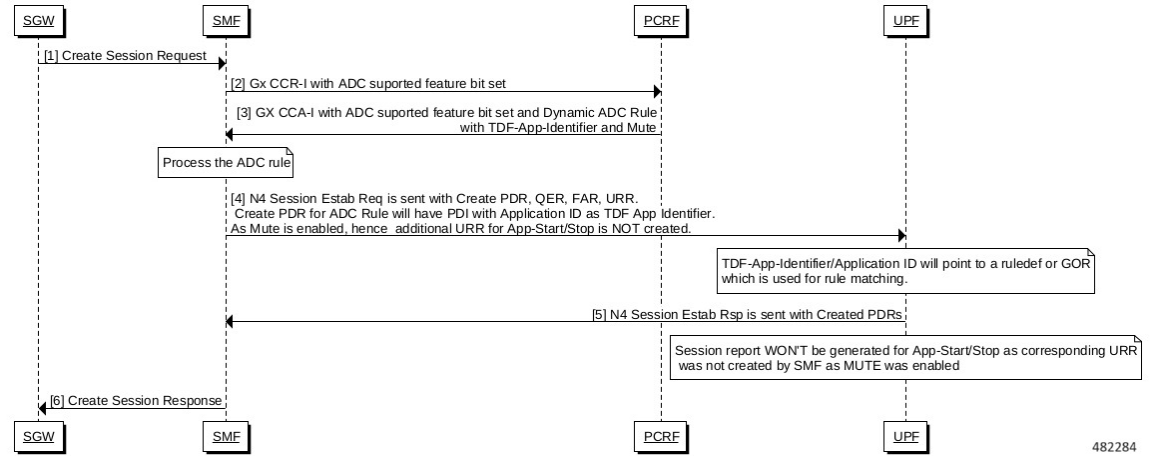 SGW SMF PCRF UPF
[1] Create Session Request
[2] Gx CCR-I with ADC suported feature bit set
[3] GX CCA-I with ADC suported feature bit set and Dynamic ADC Rule
with TDF-App-Identifier and Mute
Process the ADC rule
[4] N4 Session Estab Req is sent with Create PDR, QER, FAR, URR.
Create PDR for ADC Rule will have PDI with Application ID as TDF App Identifier.
As Mute is enabled, hence additional URR for App-Start/Stop is NOT created.
TDF-App-Identifier/Application ID will point to a ruledef or GOR
which is used for rule matching.
[5] N4 Session Estab Rsp is sent with Created PDRs
Session report WON'T be generated for App-Start/Stop as corresponding URR
was not created by SMF as MUTE was enabled
[6] Create Session Response
SGW SMF PCRF UPF
482284